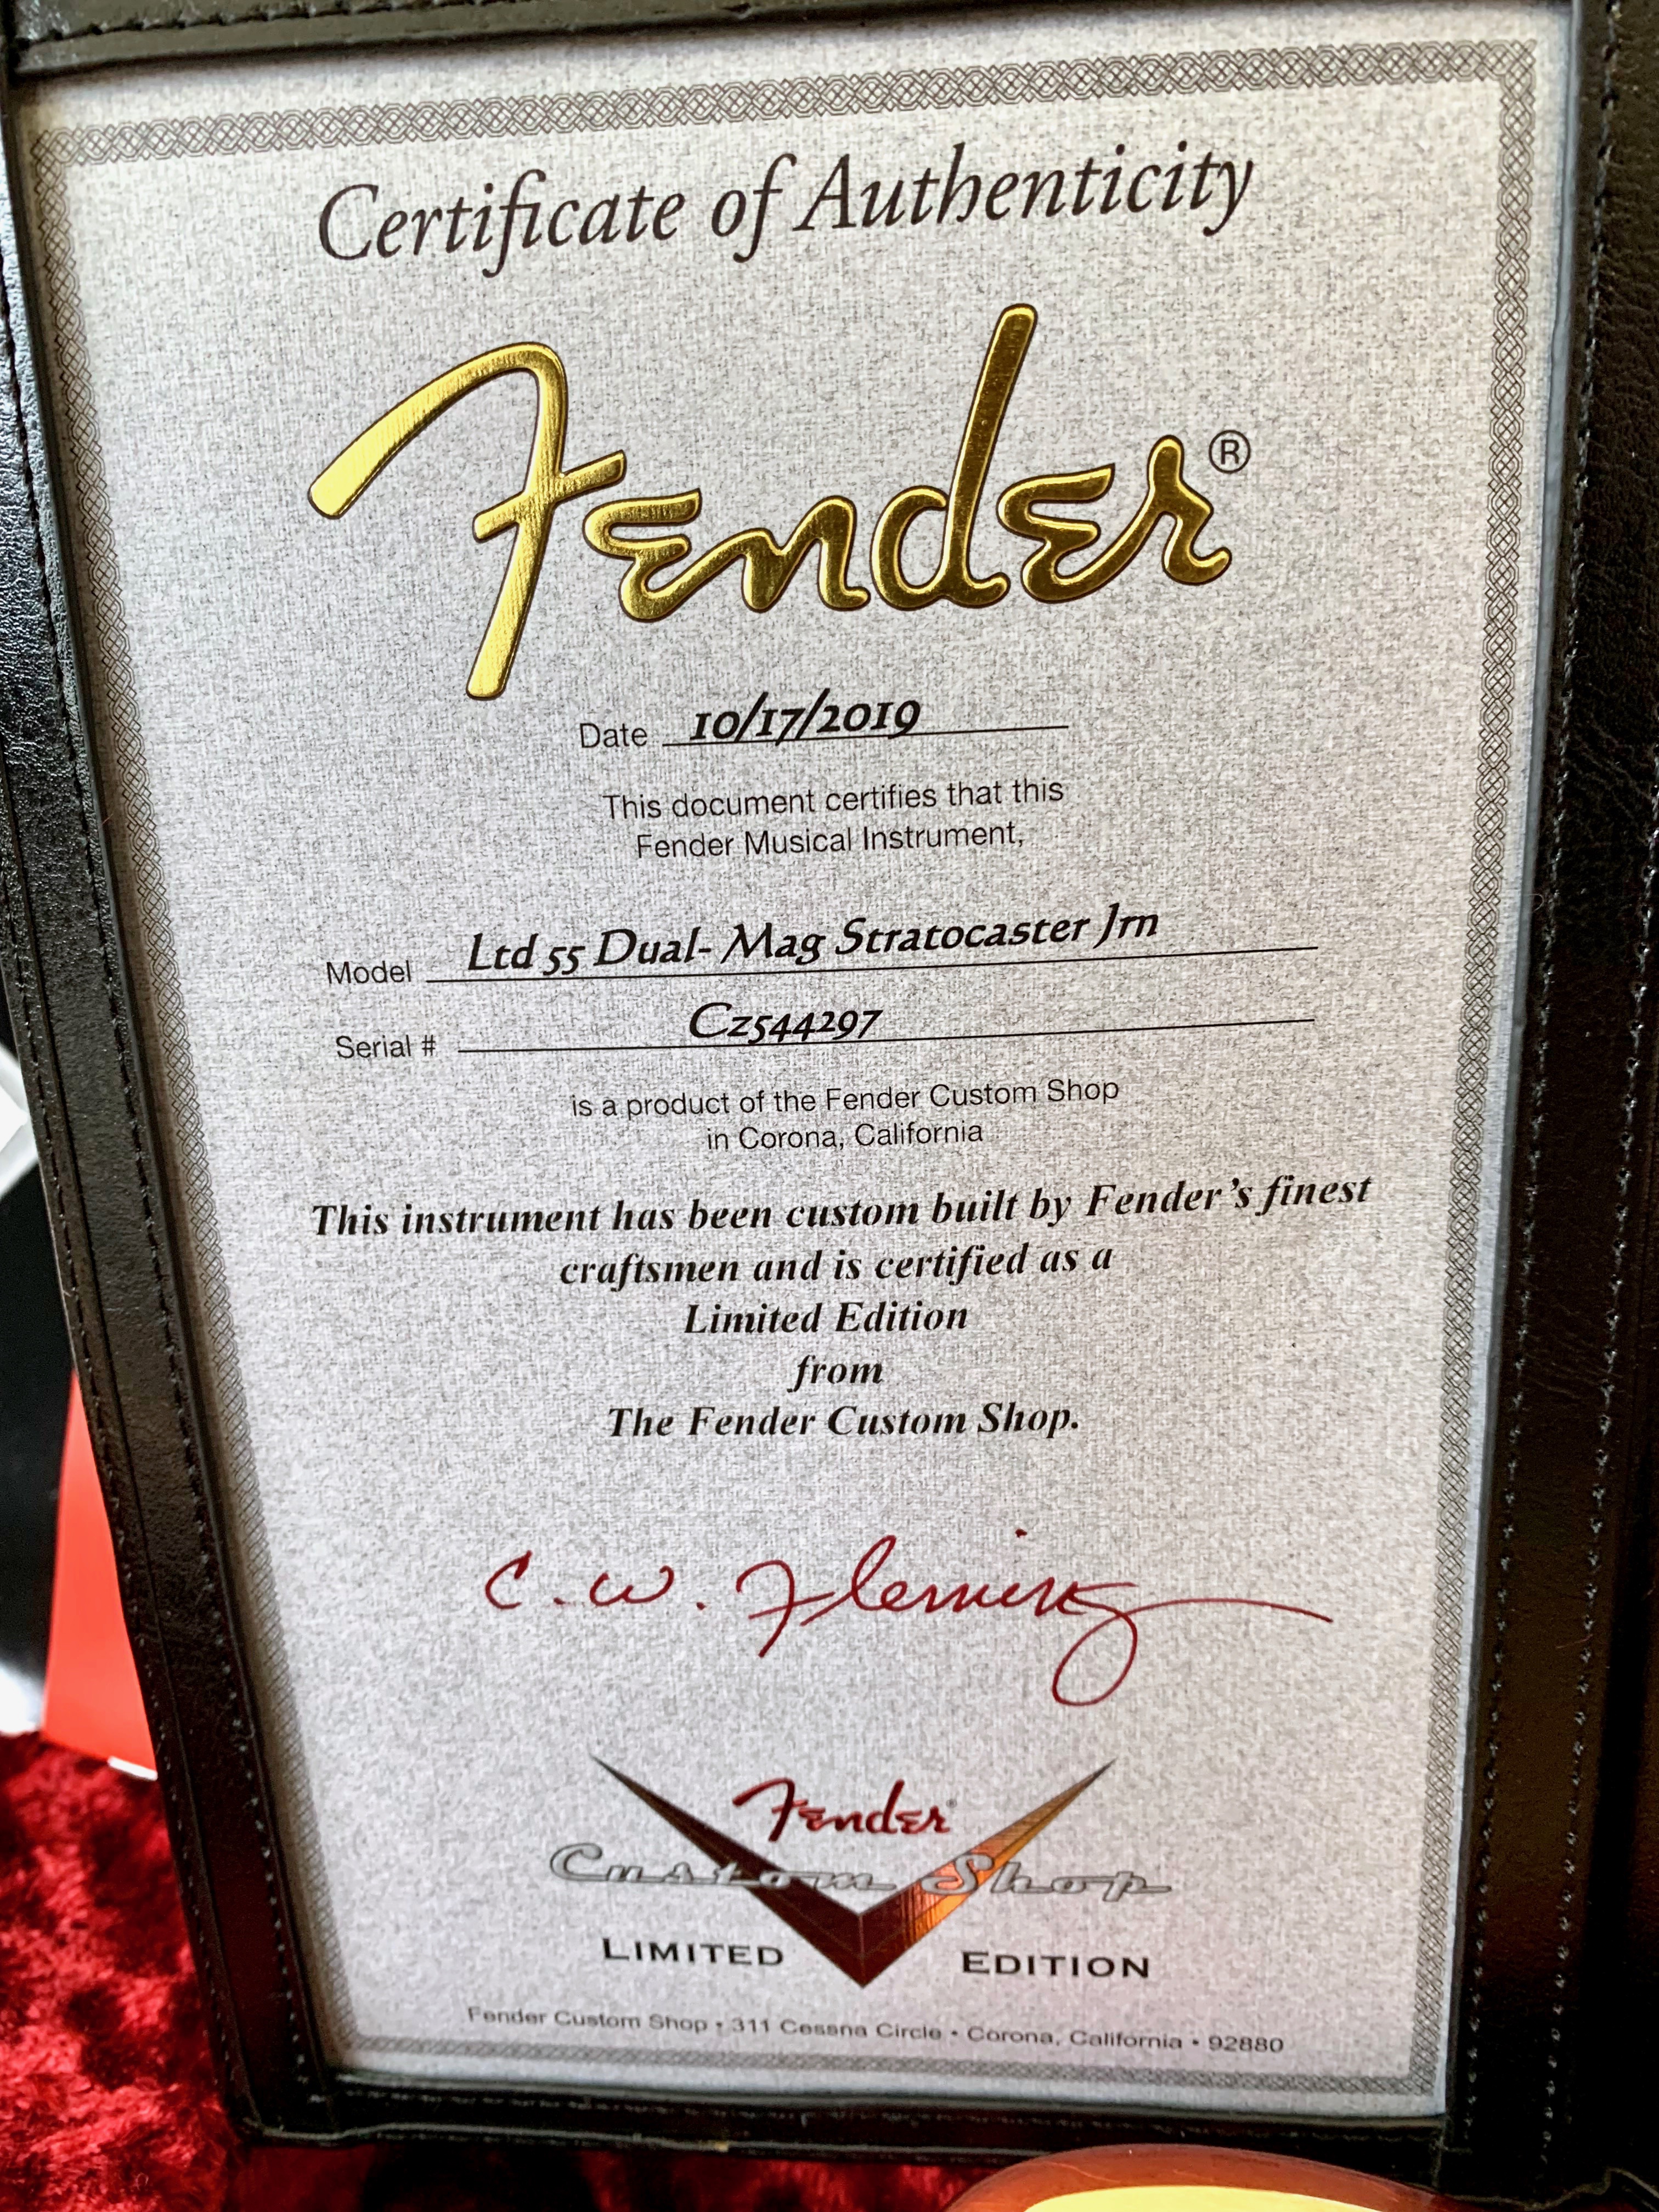 Certificate of Authenticity
Fender®
Date 10/17/2019
This document certifies that this
Fender Musical Instrument,
Model Ltd 55 Dual- Mag Stratocaster Jrn
Serial # Cz544297
is a product of the Fender Custom Shop
in Corona, California
This instrument has been custom built by Fender's finest
craftsmen and is certified as a
Limited Edition
from
The Fender Custom Shop.
C. W. Fleming
Fender®
Custom Shop
LIMITED EDITION
Fender Custom Shop • 311 Cessna Circle • Corona, California • 92880